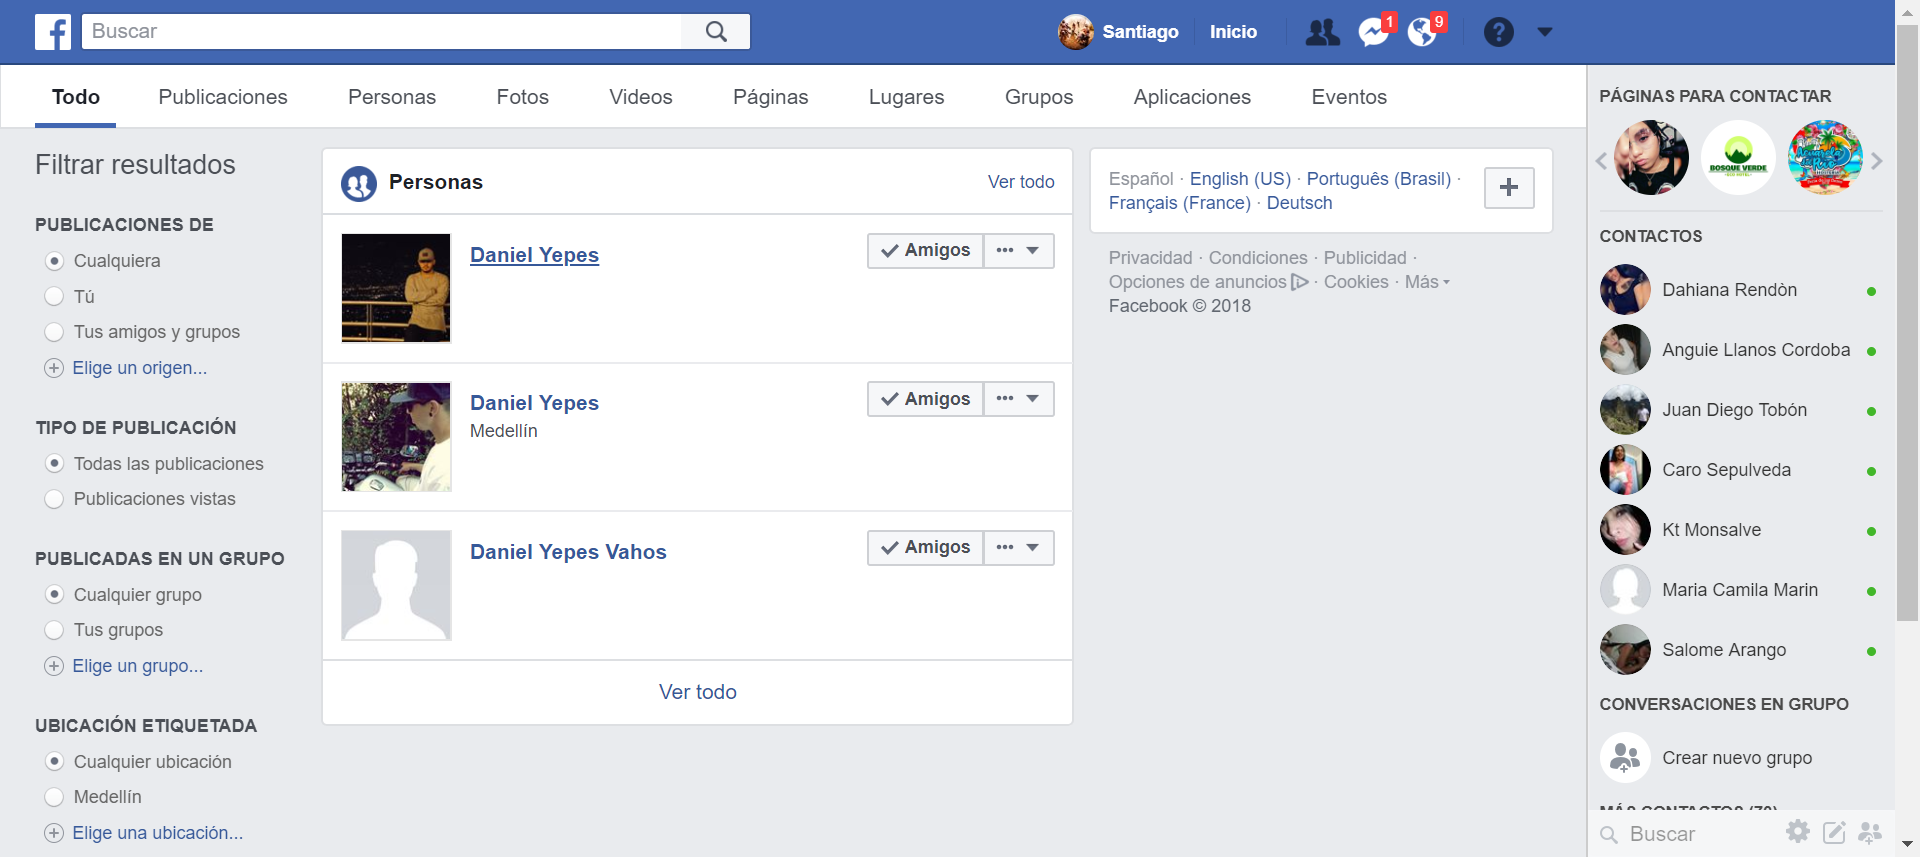 Buscar
Santiago
Inicio
1
9
Todo
Publicaciones
Personas
Fotos
Videos
Páginas
Lugares
Grupos
Aplicaciones
Eventos
Filtrar resultados
PUBLICACIONES DE
Cualquiera
Tú
Tus amigos y grupos
Elige un origen...
TIPO DE PUBLICACIÓN
Todas las publicaciones
Publicaciones vistas
PUBLICADAS EN UN GRUPO
Cualquier grupo
Tus grupos
Elige un grupo...
UBICACIÓN ETIQUETADA
Cualquier ubicación
Medellín
Elige una ubicación...
Personas
Ver todo
Daniel Yepes
Amigos
Daniel Yepes
Medellín
Amigos
Daniel Yepes Vahos
Amigos
Ver todo
Español · English (US) · Português (Brasil) ·
Français (France) · Deutsch
Privacidad · Condiciones · Publicidad ·
Opciones de anuncios · Cookies · Más
Facebook © 2018
PÁGINAS PARA CONTACTAR
BOSQUE VERDE
CONTACTOS
Dahiana Rendòn
Anguie Llanos Cordoba
Juan Diego Tobón
Caro Sepulveda
Kt Monsalve
Maria Camila Marin
Salome Arango
CONVERSACIONES EN GRUPO
Crear nuevo grupo
MÁS CONTACTOS (70)
Buscar